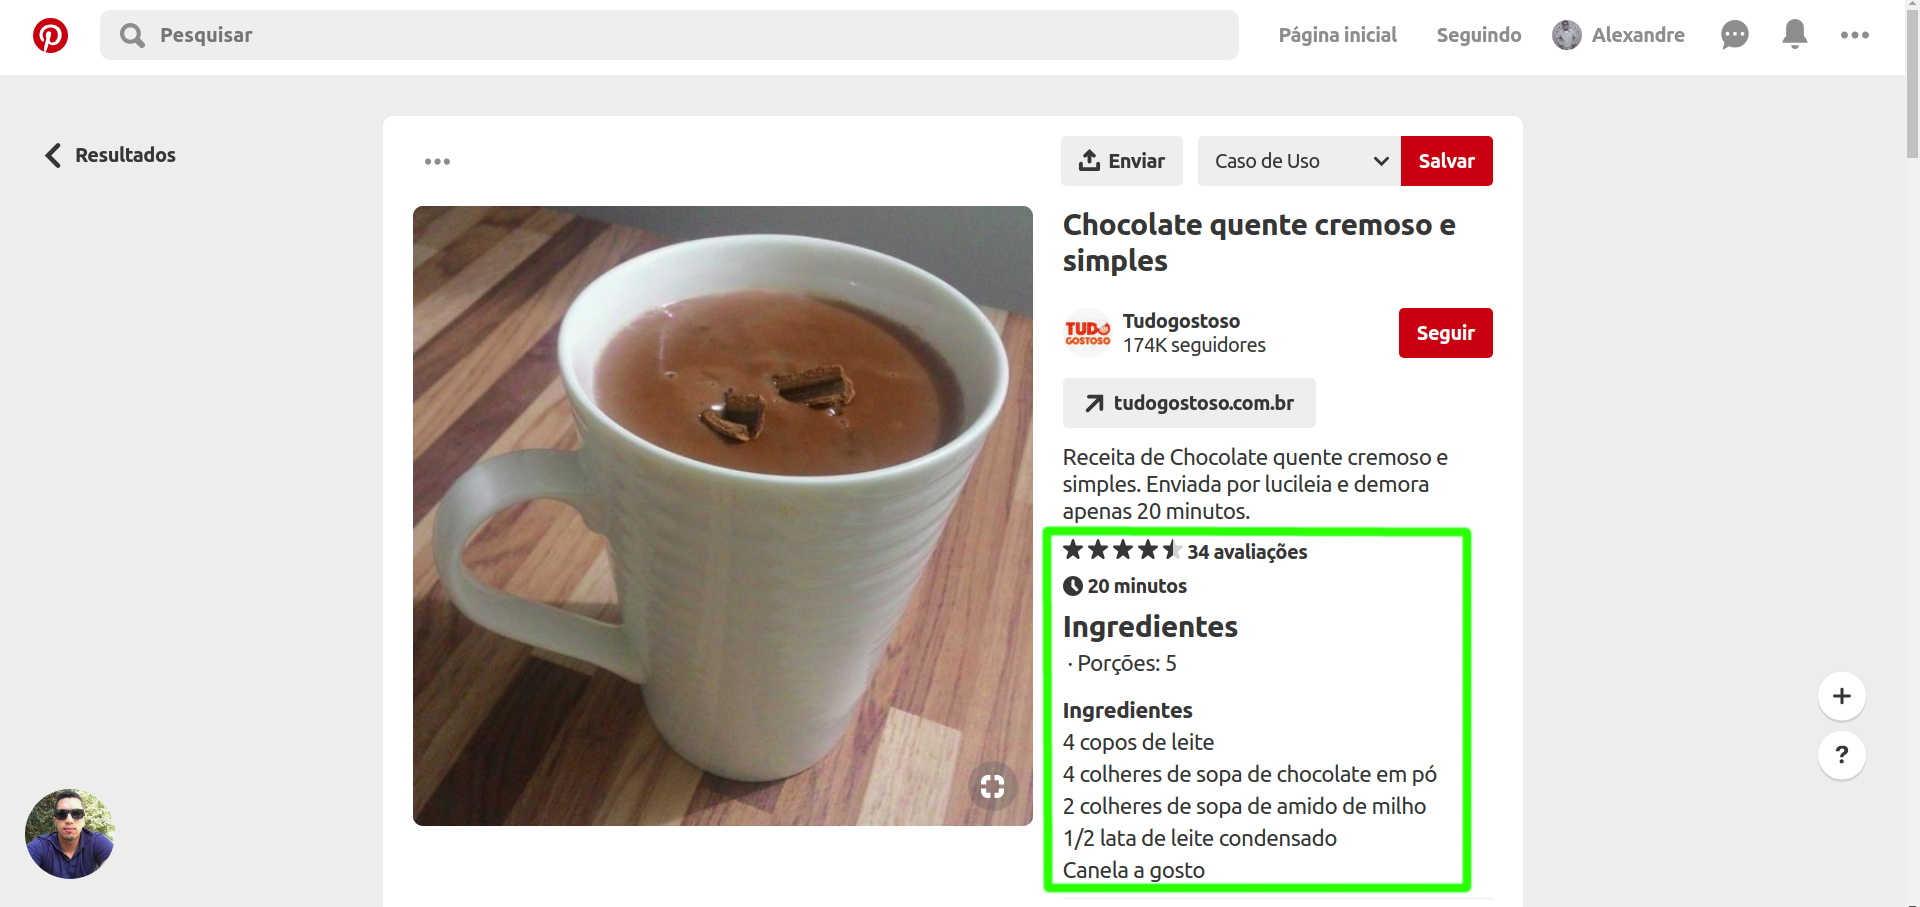 Pesquisar
Página inicial
Seguindo
Alexandre
Resultados
Enviar
Caso de Uso
Salvar
Chocolate quente cremoso e
simples
TUDO
GOSTOSO
Tudogostoso
174K seguidores
Seguir
tudogostoso.com.br
Receita de Chocolate quente cremoso e
simples. Enviada por lucileia e demora
apenas 20 minutos.
34 avaliações
20 minutos
Ingredientes
· Porções: 5
Ingredientes
4 copos de leite
4 colheres de sopa de chocolate em pó
2 colheres de sopa de amido de milho
1/2 lata de leite condensado
Canela a gosto
+
?